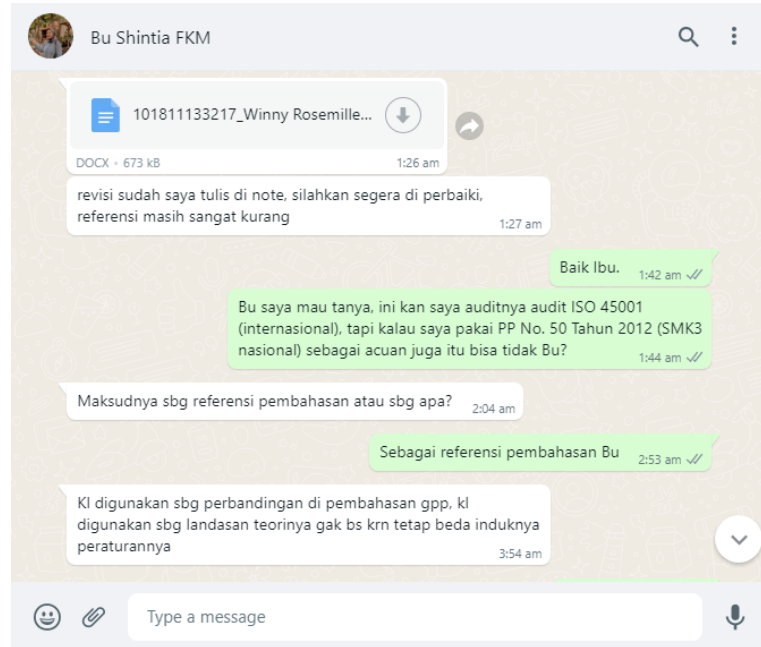 Bu Shintia FKM
101811133217_Winny Rosemille...
DOCX • 673 kB
1:26 am
revisi sudah saya tulis di note, silahkan segera di perbaiki,
referensi masih sangat kurang
1:27 am
Baik Ibu.
1:42 am
Bu saya mau tanya, ini kan saya auditnya audit ISO 45001
(internasional), tapi kalau saya pakai PP No. 50 Tahun 2012 (SMK3
nasional) sebagai acuan juga itu bisa tidak Bu?
1:44 am
Maksudnya sbg referensi pembahasan atau sbg apa?
2:04 am
Sebagai referensi pembahasan Bu
2:53 am
Kl digunakan sbg perbandingan di pembahasan gpp, kl
digunakan sbg landasan teorinya gak bs krn tetap beda induknya
peraturannya
3:54 am
Type a message